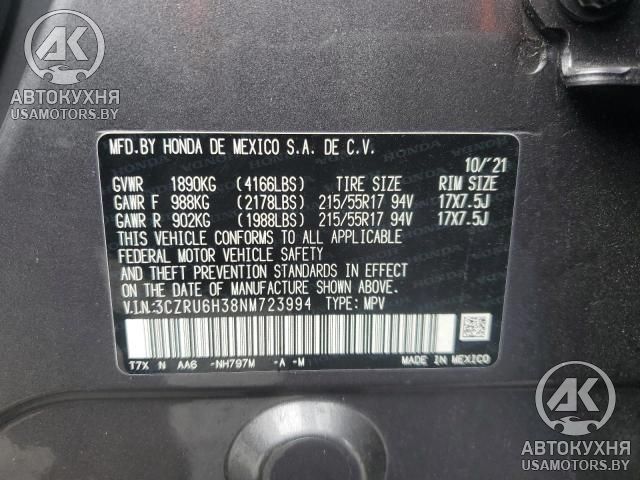 AK
АВТОКУХНЯ
USAMOTORS.BY
MFD.BY HONDA DE MEXICO S.A. DE C.V.
10/'21
GVWR 1890KG (4166LBS) TIRE SIZE RIM SIZE
GAWR F 988KG (2178LBS) 215/55R17 94V 17X7.5J
GAWR R 902KG (1988LBS) 215/55R17 94V 17X7.5J
THIS VEHICLE CONFORMS TO ALL APPLICABLE
FEDERAL MOTOR VEHICLE SAFETY
AND THEFT PREVENTION STANDARDS IN EFFECT
ON THE DATE OF MANUFACTURE SHOWN ABOVE.
V.I.N:3CZRU6H38NM723994 TYPE: MPV
T7X N AA6 -NH797M -A -M MADE IN MEXICO
AK
АВТОКУХНЯ
USAMOTORS.BY